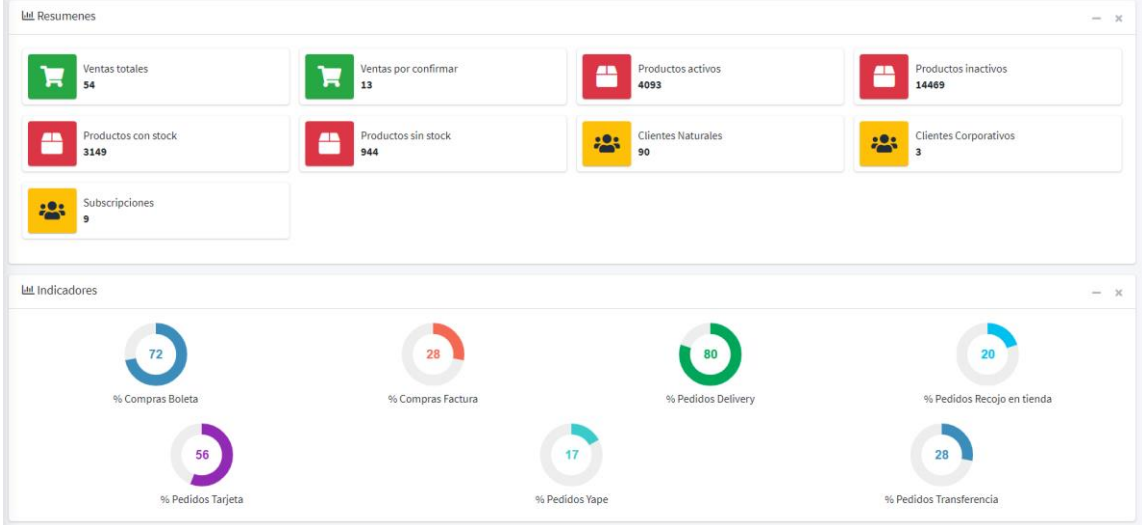 Resumenes
Ventas totales
54
Ventas por confirmar
13
Productos activos
4093
Productos inactivos
14469
Productos con stock
3149
Productos sin stock
944
Clientes Naturales
90
Clientes Corporativos
3
Subscripciones
9
Indicadores
72
% Compras Boleta
28
% Compras Factura
80
% Pedidos Delivery
20
% Pedidos Recojo en tienda
56
% Pedidos Tarjeta
17
% Pedidos Yape
28
% Pedidos Transferencia